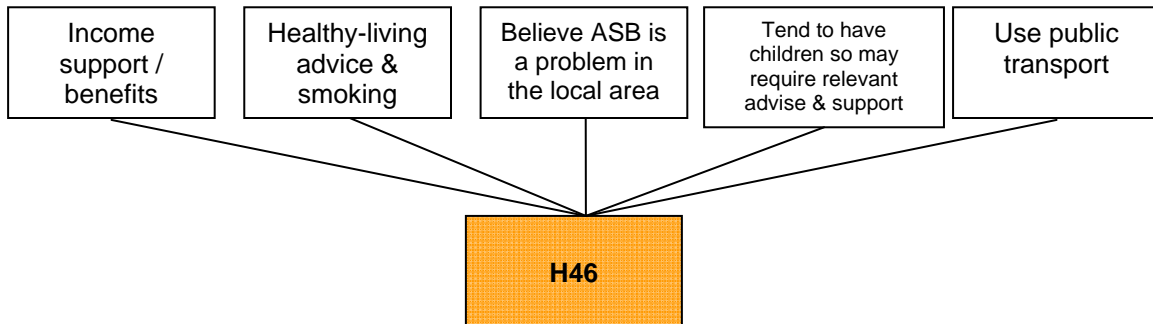 Income
support /
benefits
Healthy-living
advice &
smoking
Believe ASB is
a problem in
the local area
Tend to have
children so may
require relevant
advise & support
Use public
transport
H46